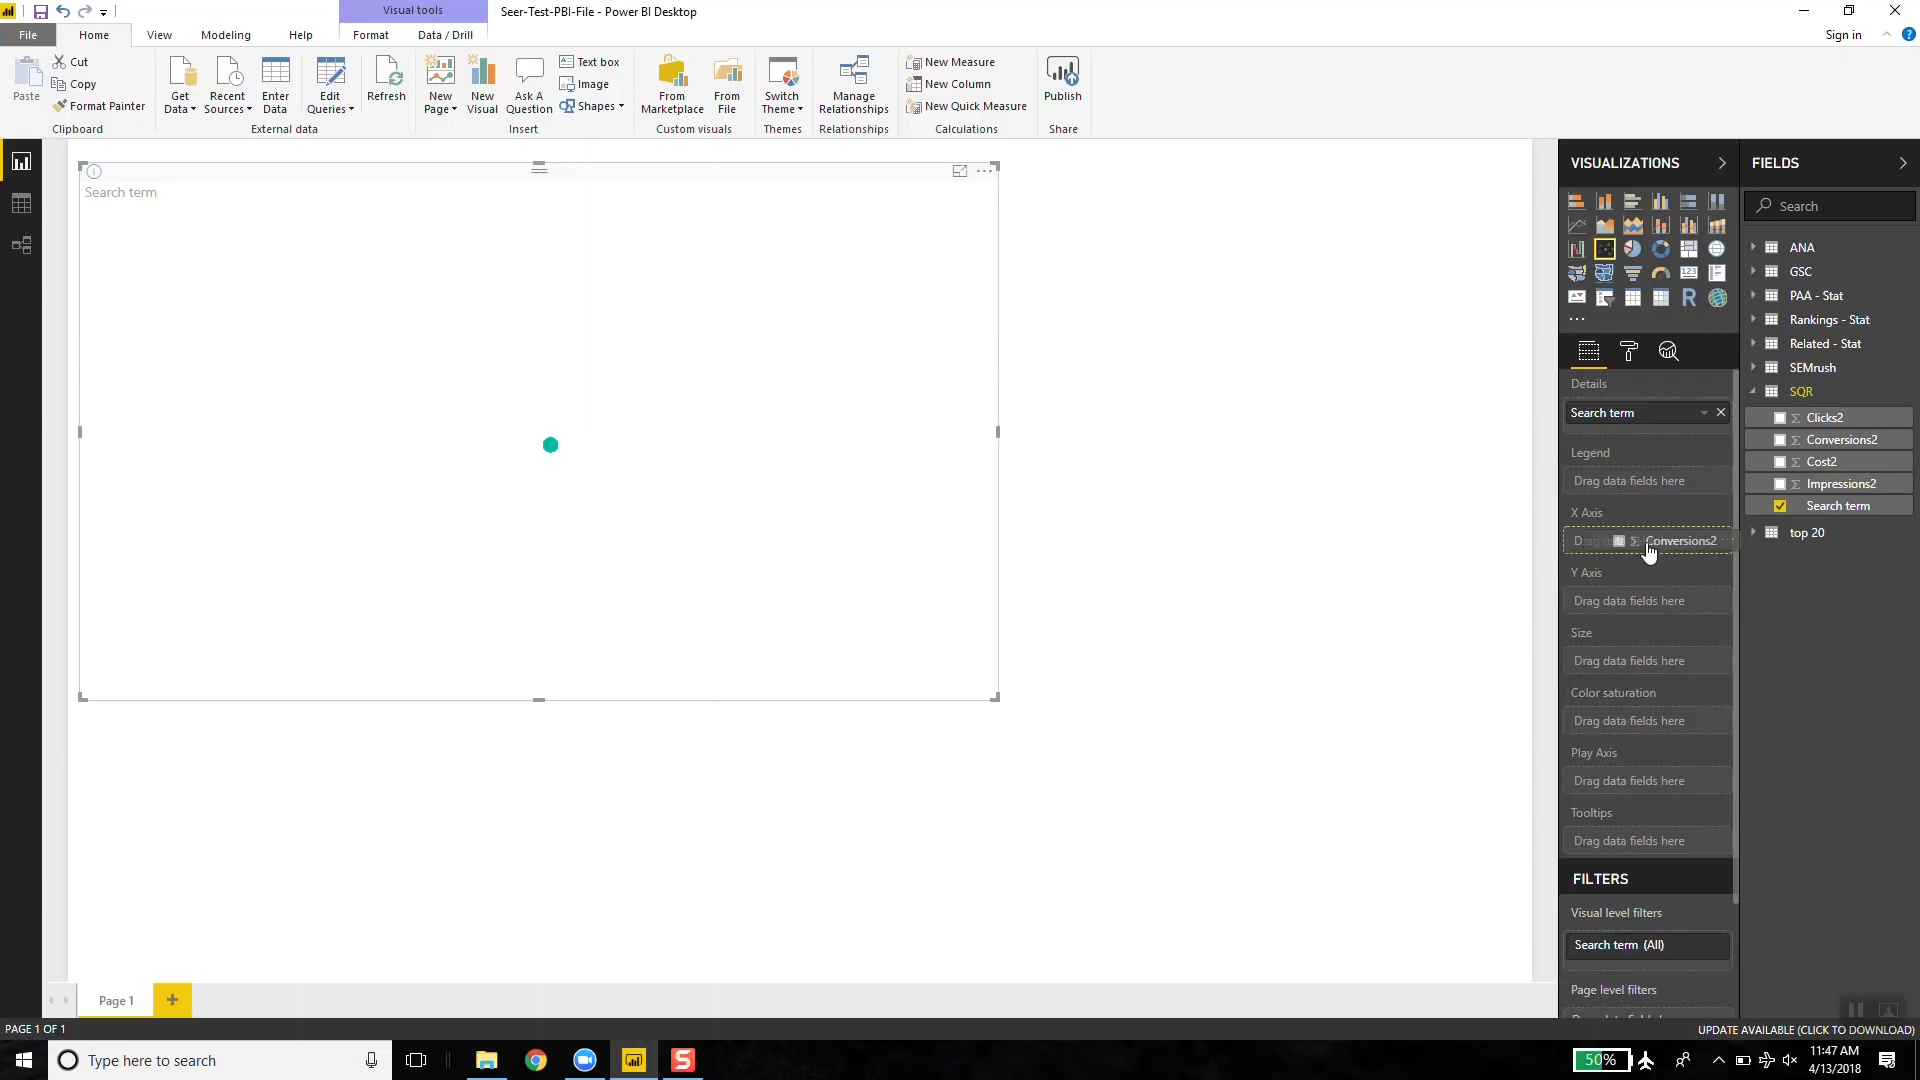 Visual tools
Seer-Test-PBI-File - Power BI Desktop
File
Home
View
Modeling
Help
Format
Data / Drill
Sign in
Paste
Cut
Copy
Format Painter
Clipboard
Get Data
Recent Sources
Enter Data
Edit Queries
Refresh
External data
New Page
New Visual
Ask A Question
Text box
Image
Shapes
Insert
From Marketplace
From File
Custom visuals
Switch Theme
Themes
Manage Relationships
Relationships
New Measure
New Column
New Quick Measure
Calculations
Publish
Share
Search term
VISUALIZATIONS
R
123
Details
Search term
Legend
Drag data fields here
X Axis
Conversions2
Y Axis
Drag data fields here
Size
Drag data fields here
Color saturation
Drag data fields here
Play Axis
Drag data fields here
Tooltips
Drag data fields here
FILTERS
Visual level filters
Search term (All)
Page level filters
FIELDS
Search
ANA
GSC
PAA - Stat
Rankings - Stat
Related - Stat
SEMrush
SQR
Σ Clicks2
Σ Conversions2
Σ Cost2
Σ Impressions2
Search term
top 20
Page 1
PAGE 1 OF 1
UPDATE AVAILABLE (CLICK TO DOWNLOAD)
Type here to search
S
50%
11:47 AM
4/13/2018